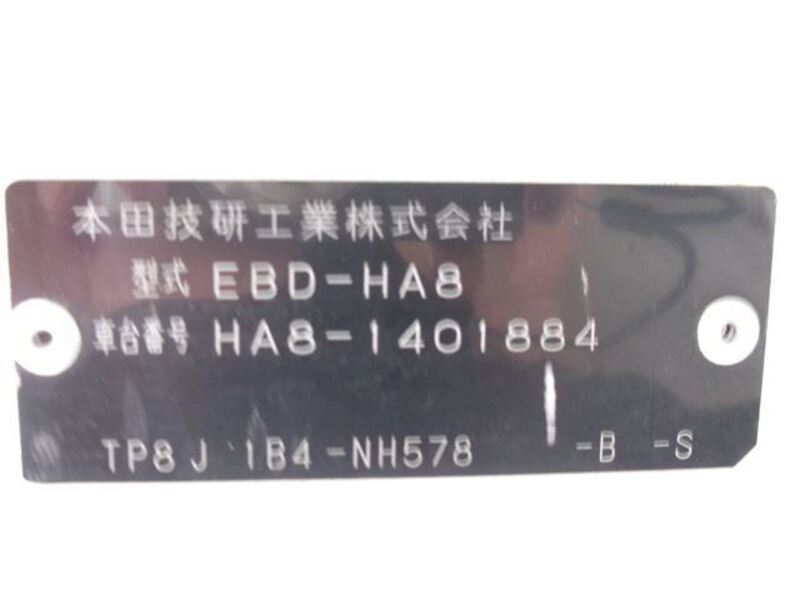 本田技研工業株式会社
型式 EBD-HA8
車台番号 HA8-1401884
TP8J 1B4-NH578 -B -S